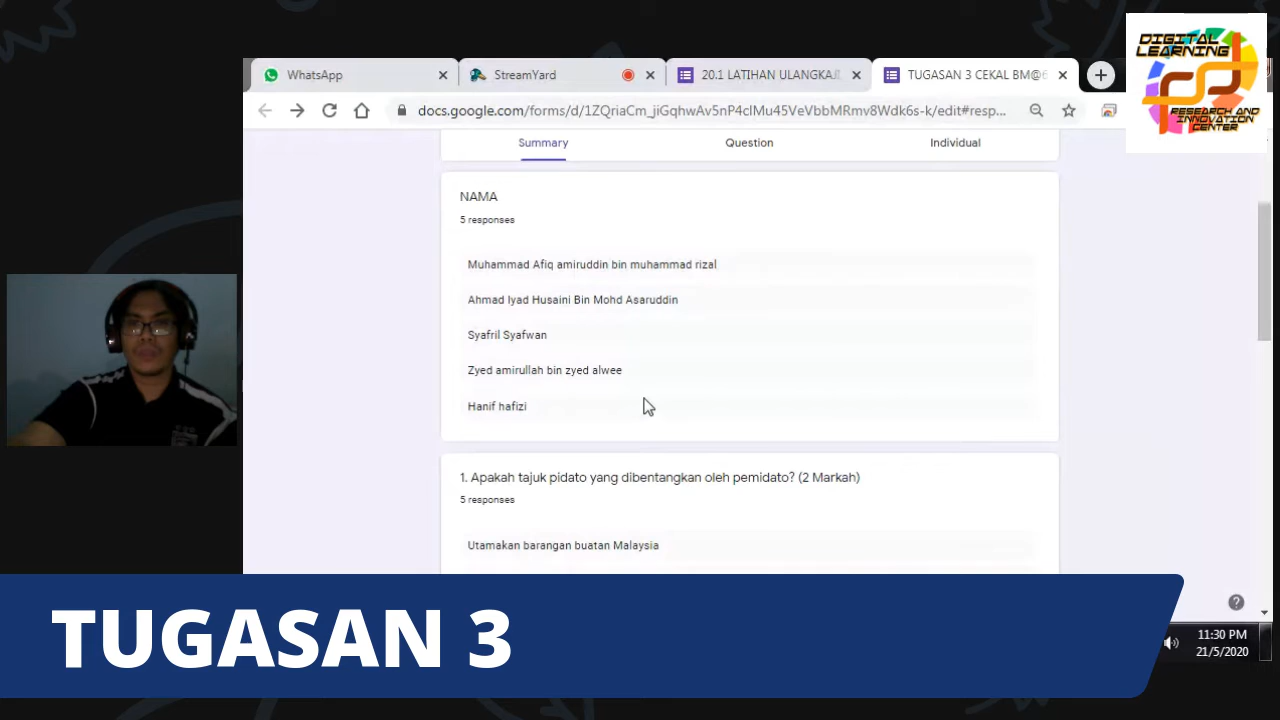 DIGITAL
LEARNING
RESEARCH AND
INNOVATION
CENTER
WhatsApp
StreamYard
20.1 LATIHAN ULANGKAJI
TUGASAN 3 CEKAL BM@6
docs.google.com/forms/d/1ZQriaCm_jiGqhwAv5nP4clMu45VeVbbMRmv8Wdk6s-k/edit#resp...
Summary
Question
Individual
NAMA
5 responses
Muhammad Afiq amiruddin bin muhammad rizal
Ahmad Iyad Husaini Bin Mohd Asaruddin
Syafril Syafwan
Zyed amirullah bin zyed alwee
Hanif hafizi
1. Apakah tajuk pidato yang dibentangkan oleh pemidato? (2 Markah)
5 responses
Utamakan barangan buatan Malaysia
TUGASAN 3
11:30 PM
21/5/2020